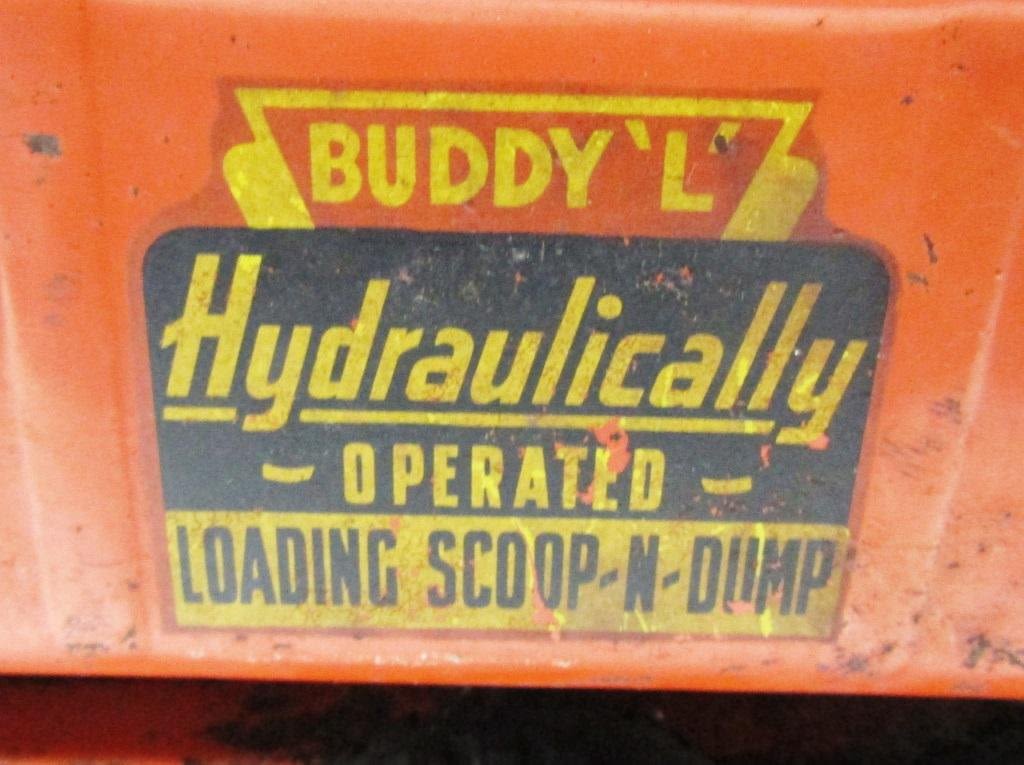 BUDDY 'L'
Hydraulically
- OPERATED -
LOADING SCOOP-N-DUMP